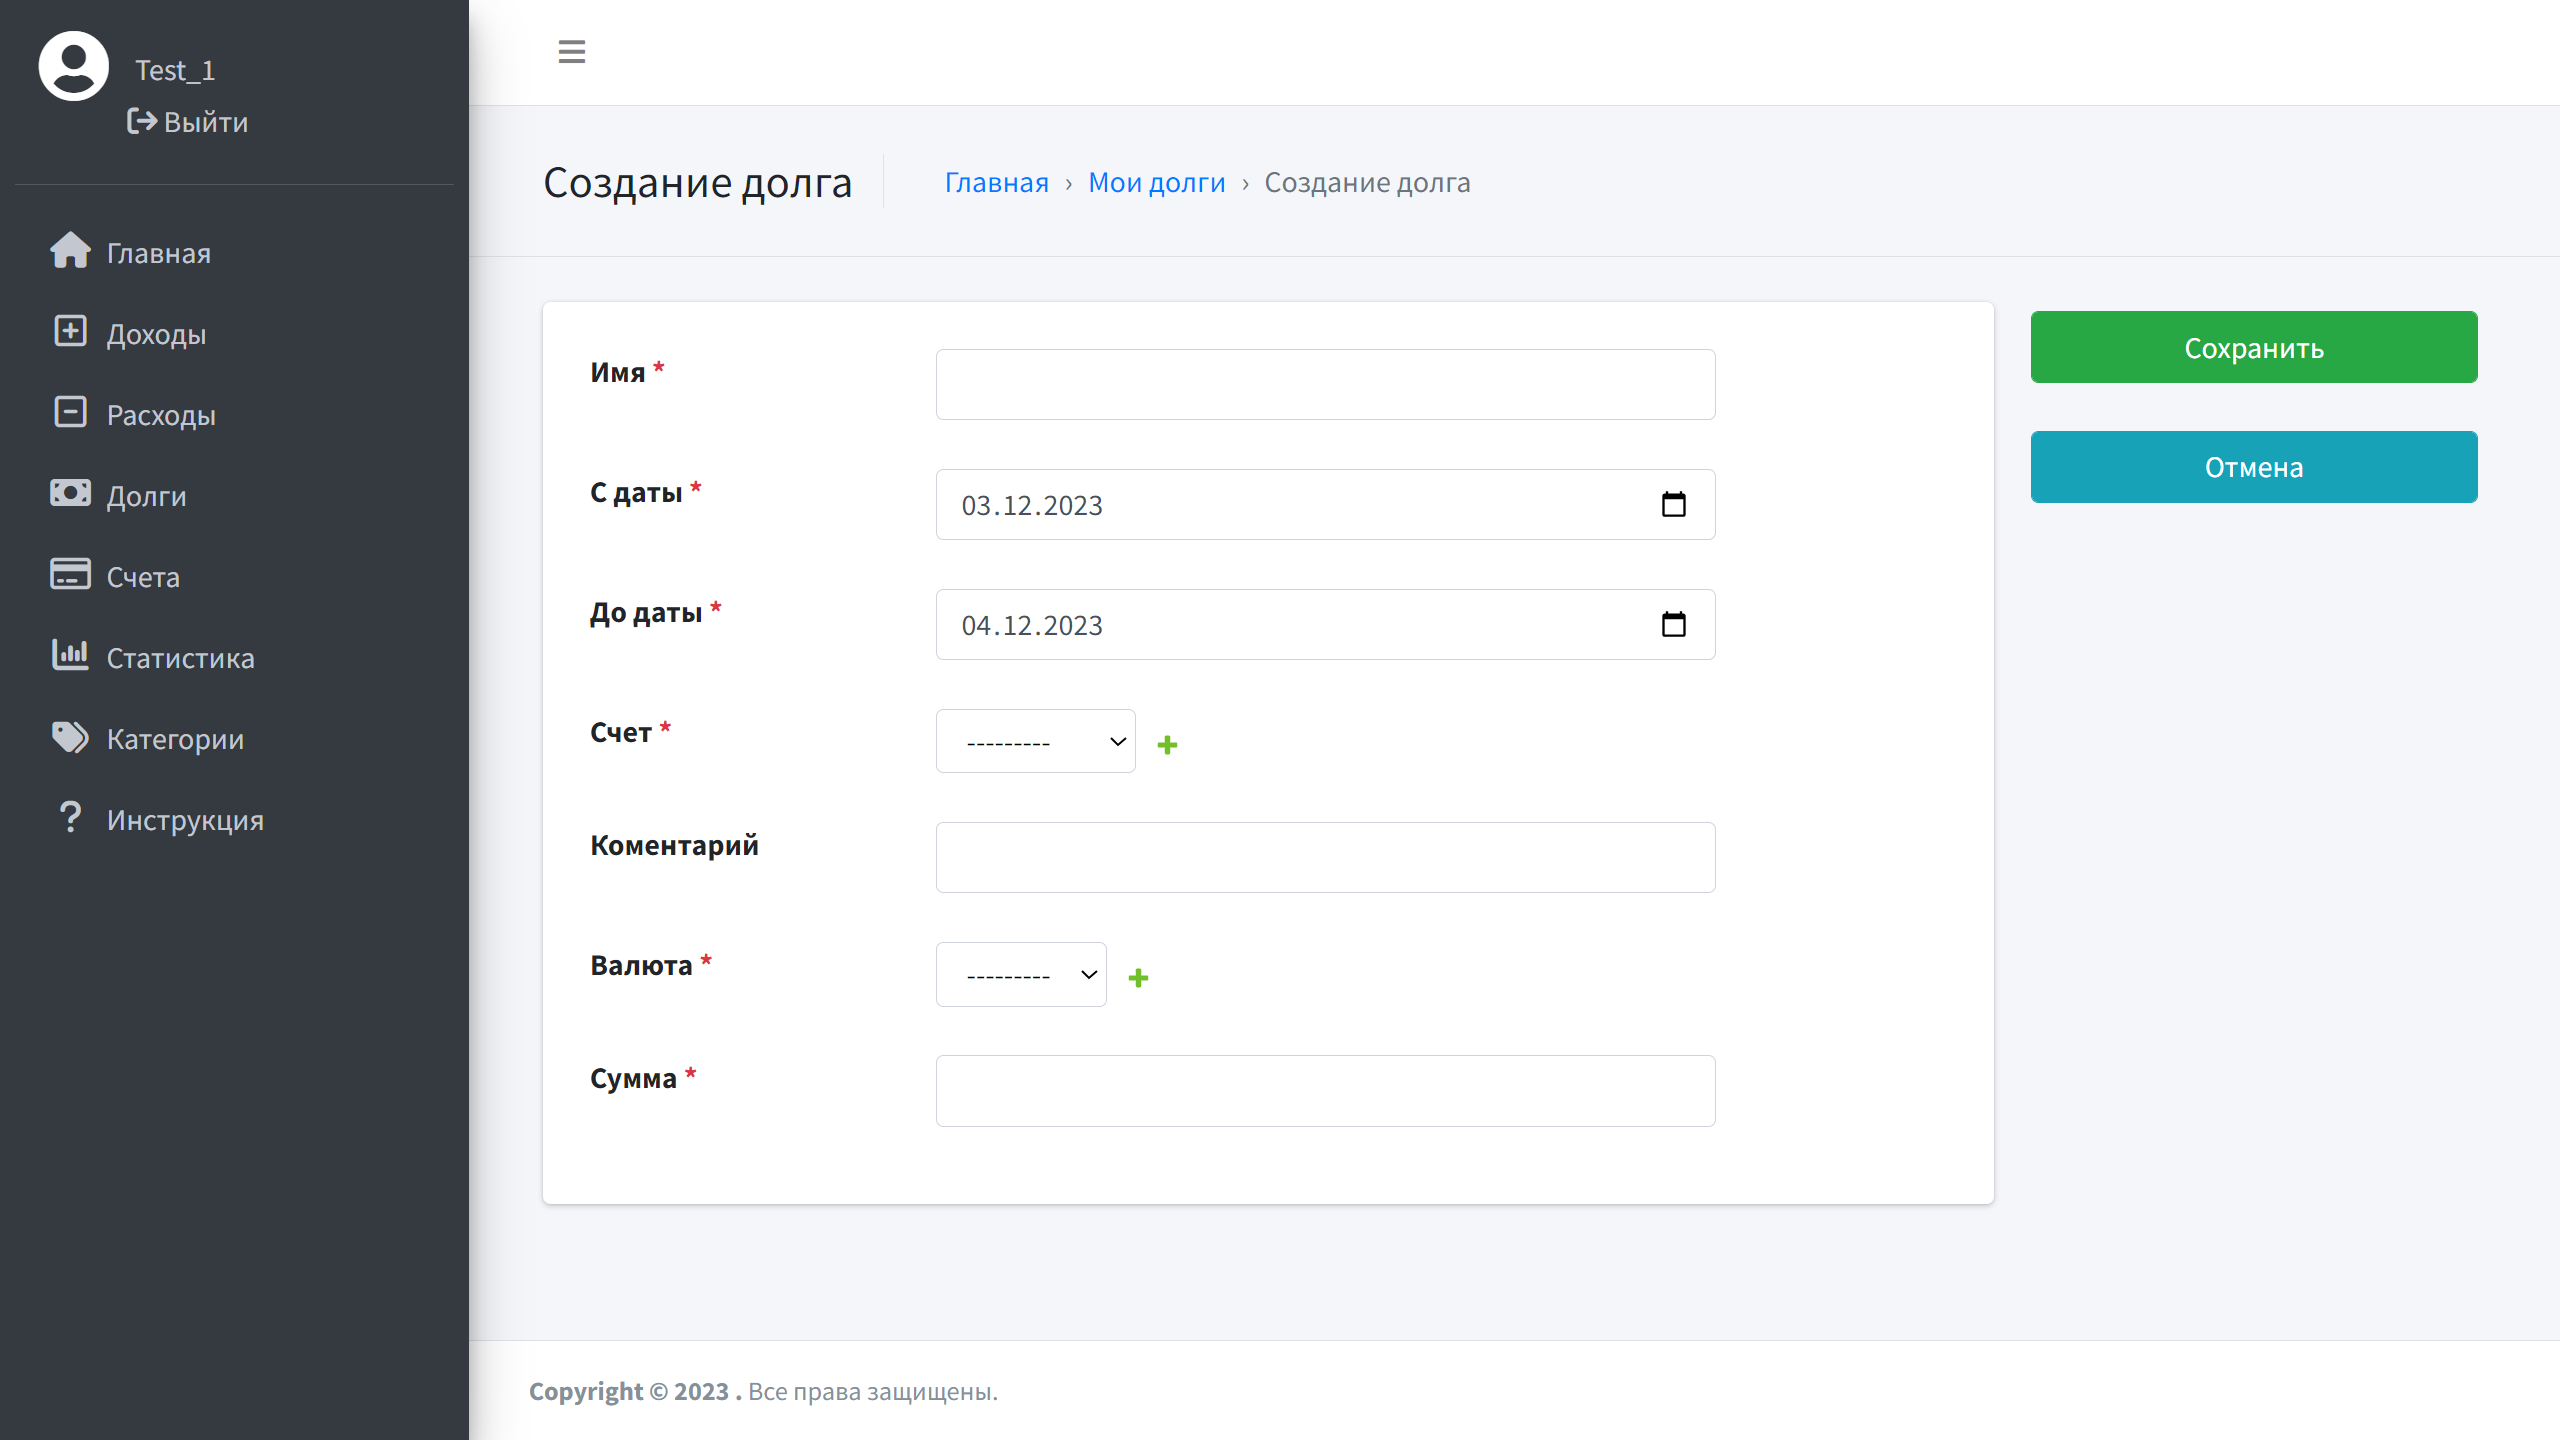 Test_1
Выйти
Главная
Доходы
Расходы
Долги
Счета
Статистика
Категории
Инструкция
Создание долга
Главная › Мои долги › Создание долга
Имя *
С даты *
03.12.2023
До даты *
04.12.2023
Счет *
---------
Коментарий
Валюта *
---------
Сумма *
Сохранить
Отмена
Copyright © 2023 . Все права защищены.